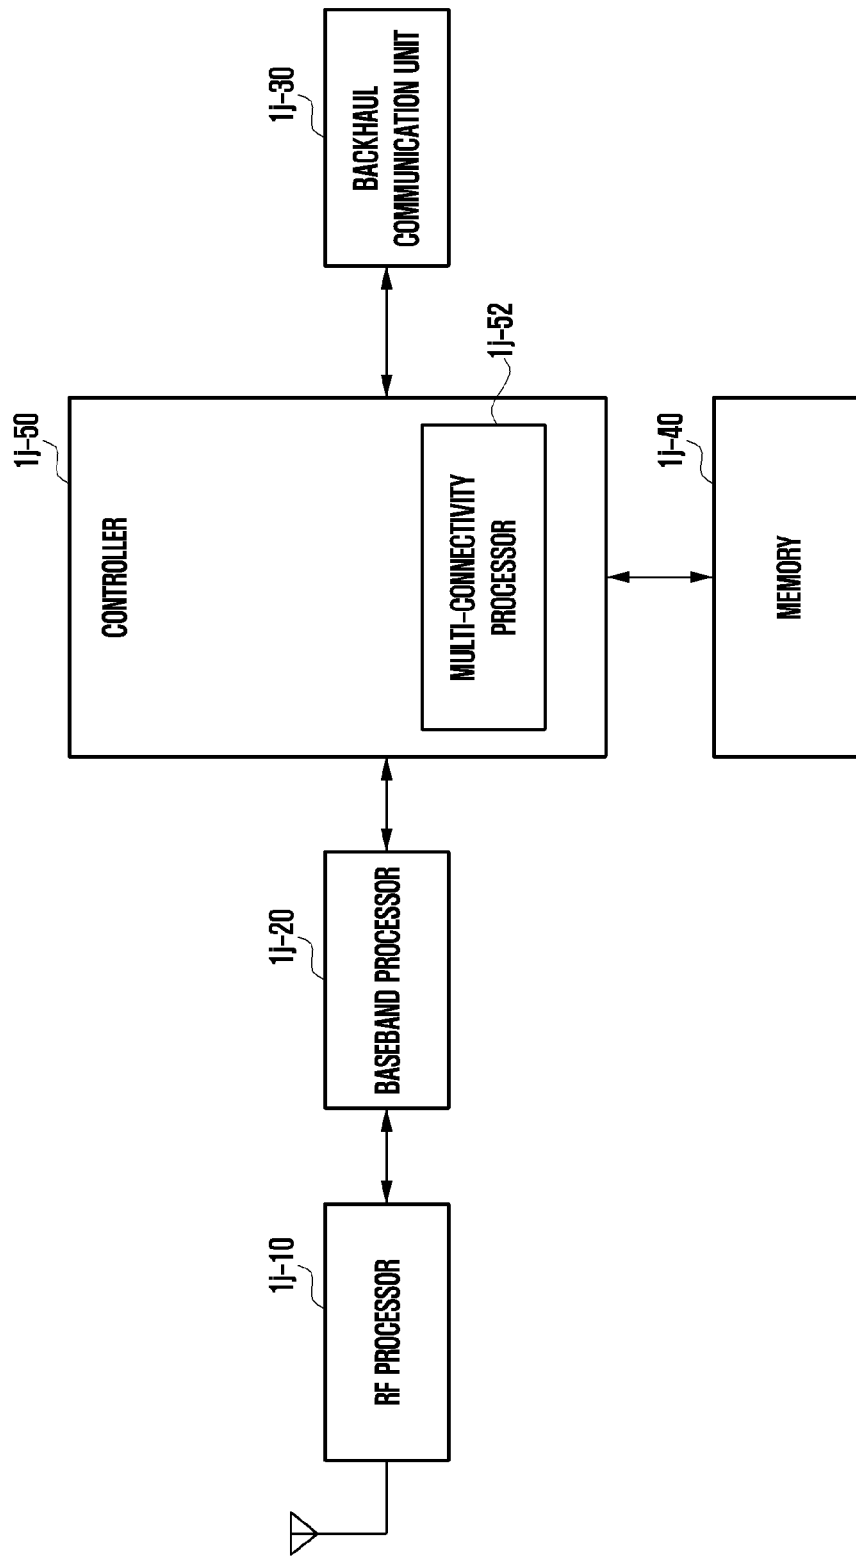 1j-10
RF PROCESSOR
1j-20
BASEBAND PROCESSOR
1j-50
CONTROLLER
1j-52
MULTI-CONNECTIVITY
PROCESSOR
1j-30
BACKHAUL
COMMUNICATION UNIT
1j-40
MEMORY